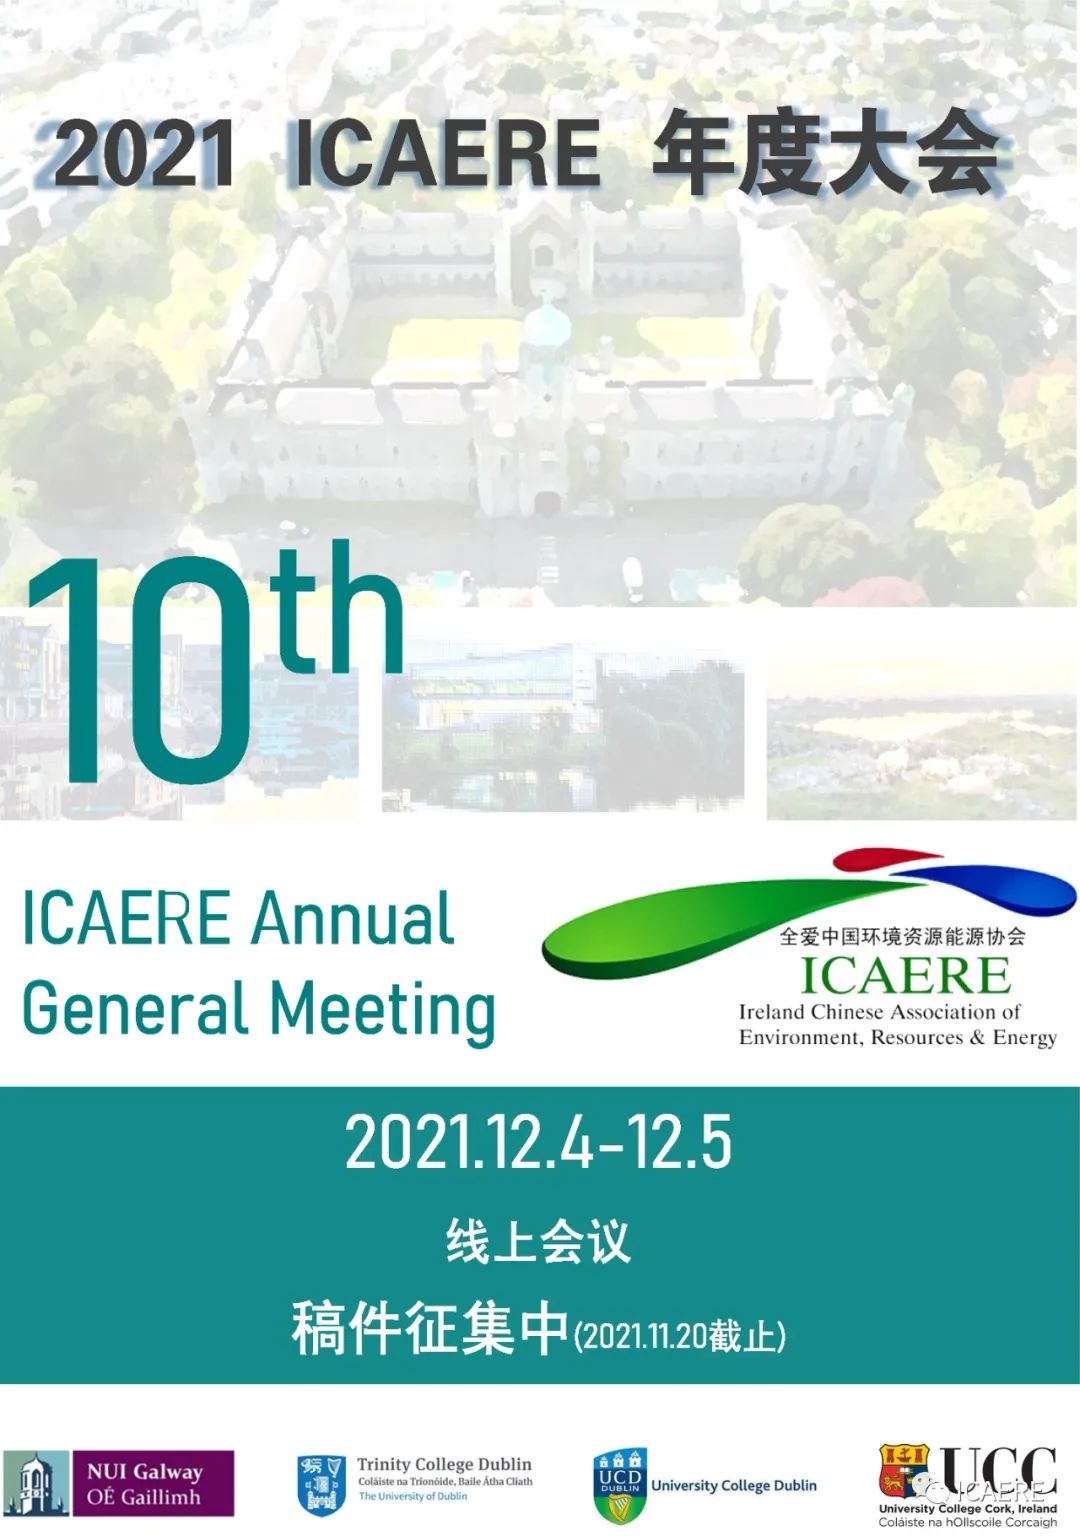 2021 ICAERE 年度大会
10th
ICAERE Annual
General Meeting
全爱中国环境资源能源协会
ICAERE
Ireland Chinese Association of
Environment, Resources & Energy
2021.12.4-12.5
线上会议
稿件征集中(2021.11.20截止)
NUI Galway
OÉ Gaillimh
Trinity College Dublin
Coláiste na Tríonóide, Baile Átha Cliath
The University of Dublin
UCD
DUBLIN
University College Dublin
UCC
ICAERE
University College Cork, Ireland
Coláiste na hOllscoile Corcaigh